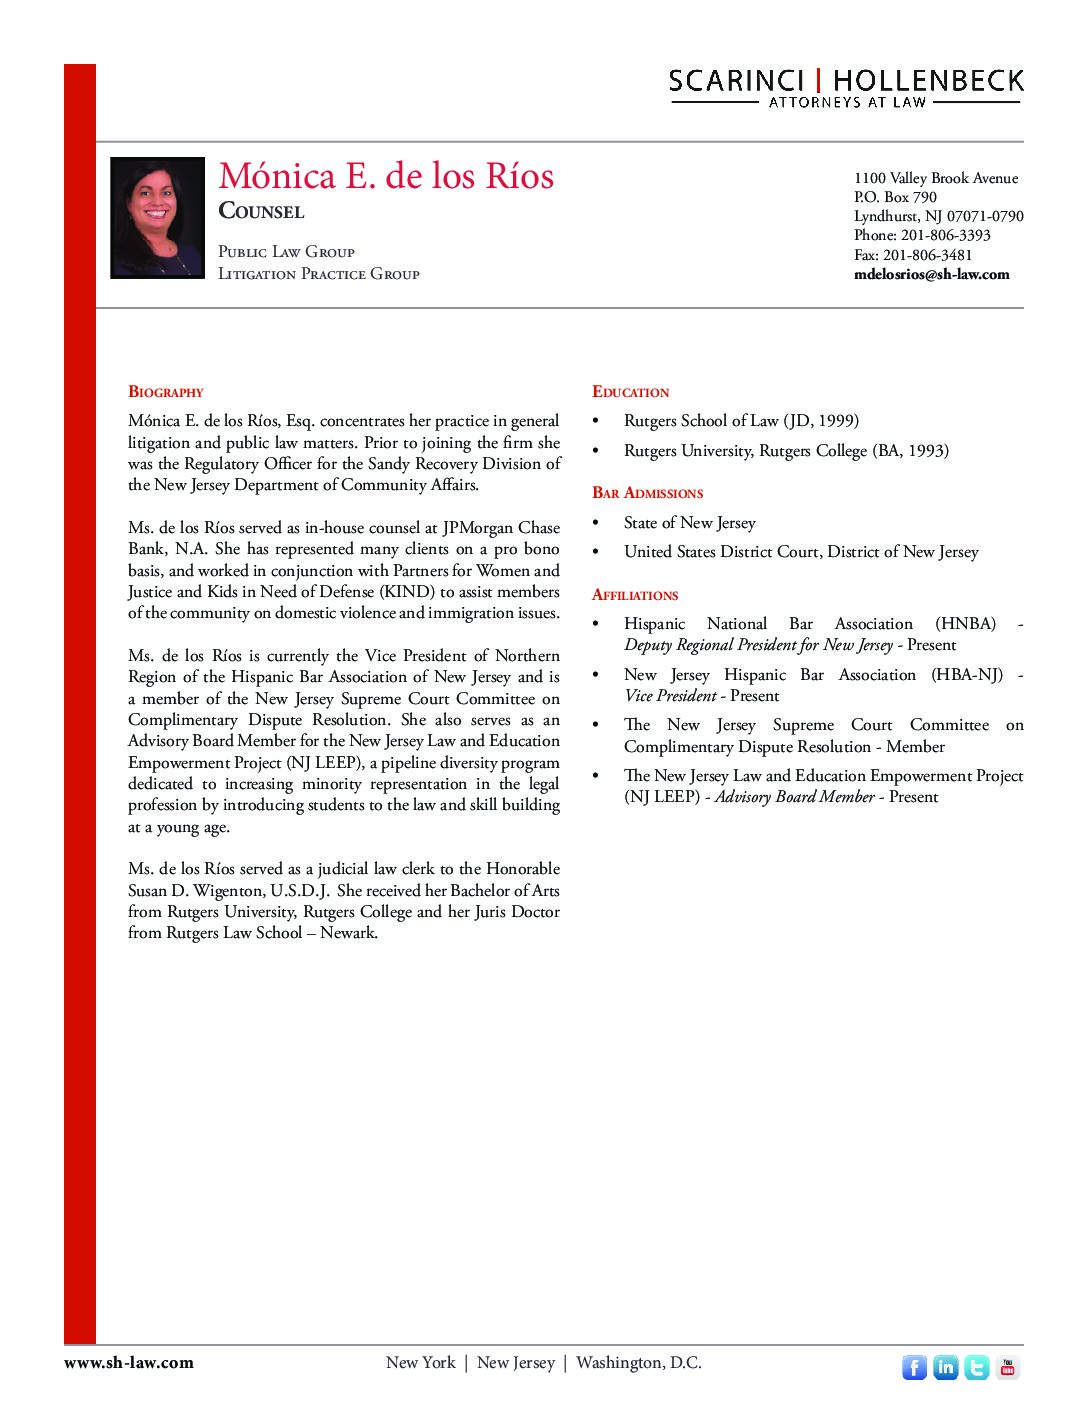 SCARINCI | HOLLENBECK
ATTORNEYS AT LAW
Mónica E. de los Ríos
Counsel
Public Law Group
Litigation Practice Group
1100 Valley Brook Avenue
P.O. Box 790
Lyndhurst, NJ 07071-0790
Phone: 201-806-3393
Fax: 201-806-3481
mdelosrios@sh-law.com
Biography
Mónica E. de los Ríos, Esq. concentrates her practice in general
litigation and public law matters. Prior to joining the firm she
was the Regulatory Officer for the Sandy Recovery Division of
the New Jersey Department of Community Affairs.
Ms. de los Ríos served as in-house counsel at JPMorgan Chase
Bank, N.A. She has represented many clients on a pro bono
basis, and worked in conjunction with Partners for Women and
Justice and Kids in Need of Defense (KIND) to assist members
of the community on domestic violence and immigration issues.
Ms. de los Ríos is currently the Vice President of Northern
Region of the Hispanic Bar Association of New Jersey and is
a member of the New Jersey Supreme Court Committee on
Complimentary Dispute Resolution. She also serves as an
Advisory Board Member for the New Jersey Law and Education
Empowerment Project (NJ LEEP), a pipeline diversity program
dedicated to increasing minority representation in the legal
profession by introducing students to the law and skill building
at a young age.
Ms. de los Ríos served as a judicial law clerk to the Honorable
Susan D. Wigenton, U.S.D.J. She received her Bachelor of Arts
from Rutgers University, Rutgers College and her Juris Doctor
from Rutgers Law School – Newark.
Education
• Rutgers School of Law (JD, 1999)
• Rutgers University, Rutgers College (BA, 1993)
Bar Admissions
• State of New Jersey
• United States District Court, District of New Jersey
Affiliations
• Hispanic National Bar Association (HNBA) -
Deputy Regional President for New Jersey - Present
• New Jersey Hispanic Bar Association (HBA-NJ) -
Vice President - Present
• The New Jersey Supreme Court Committee on
Complimentary Dispute Resolution - Member
• The New Jersey Law and Education Empowerment Project
(NJ LEEP) - Advisory Board Member - Present
www.sh-law.com
New York | New Jersey | Washington, D.C.
f in t You Tube